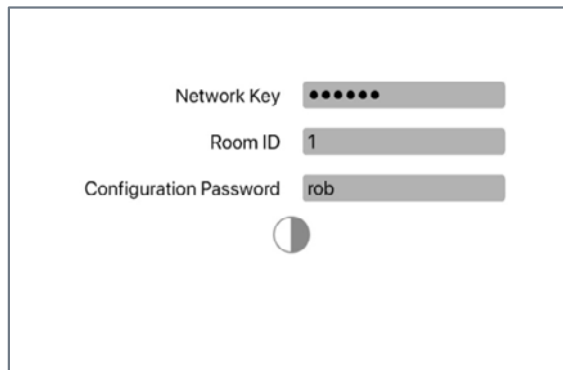 Network Key ●●●●●●
Room ID 1
Configuration Password rob